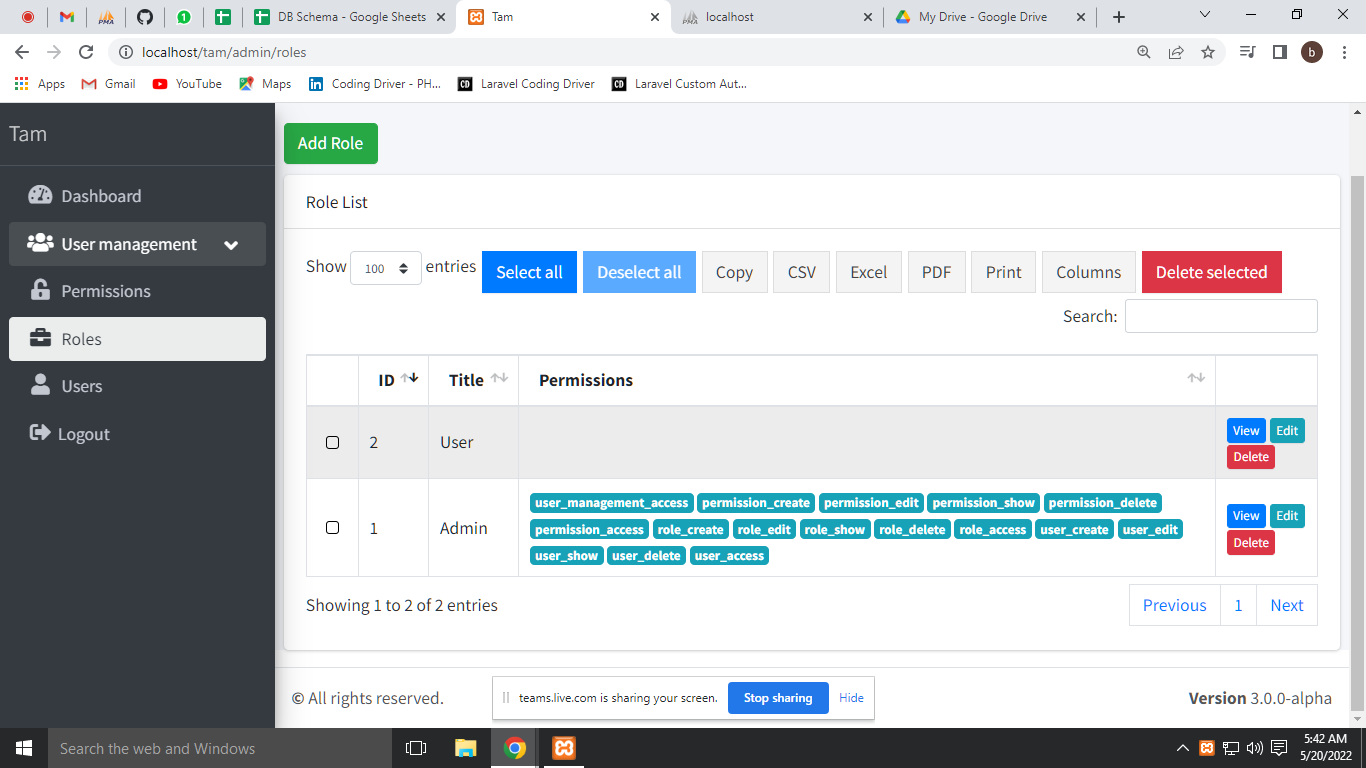 DB Schema - Google Sheets
Tam
localhost
My Drive - Google Drive
localhost/tam/admin/roles
b
Apps
Gmail
YouTube
Maps
Coding Driver - PH...
Laravel Coding Driver
Laravel Custom Aut...
Tam
Dashboard
User management
Permissions
Roles
Users
Logout
Add Role
Role List
Show 100 entries Select all Deselect all Copy CSV Excel PDF Print Columns Delete selected
Search:
ID Title Permissions
2 User View Edit
Delete
user_management_access permission_create permission_edit permission_show permission_delete
1 Admin permission_access role_create role_edit role_show role_delete role_access user_create user_edit View Edit
user_show user_delete user_access Delete
Showing 1 to 2 of 2 entries Previous 1 Next
© All rights reserved. Version 3.0.0-alpha
teams.live.com is sharing your screen. Stop sharing Hide
Search the web and Windows
5:42 AM
5/20/2022